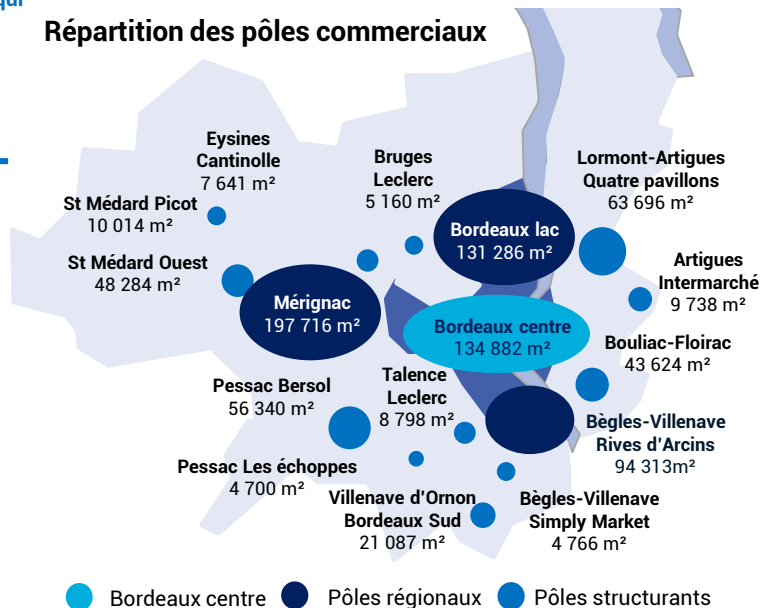 qui
Répartition des pôles commerciaux
Eysines
Cantinolle
7 641 m²
Bruges
Leclerc
5 160 m²
Lormont-Artigues
Quatre pavillons
63 696 m²
St Médard Picot
10 014 m²
Bordeaux lac
131 286 m²
St Médard Ouest
48 284 m²
Artigues
Intermarché
9 738 m²
Mérignac
197 716 m²
Bordeaux centre
134 882 m²
Bouliac-Floirac
43 624 m²
Pessac Bersol
56 340 m²
Talence
Leclerc
8 798 m²
Bègles-Villenave
Rives d'Arcins
94 313m²
Pessac Les échoppes
4 700 m²
Villenave d'Ornon
Bordeaux Sud
21 087 m²
Bègles-Villenave
Simply Market
4 766 m²
Bordeaux centre
Pôles régionaux
Pôles structurants